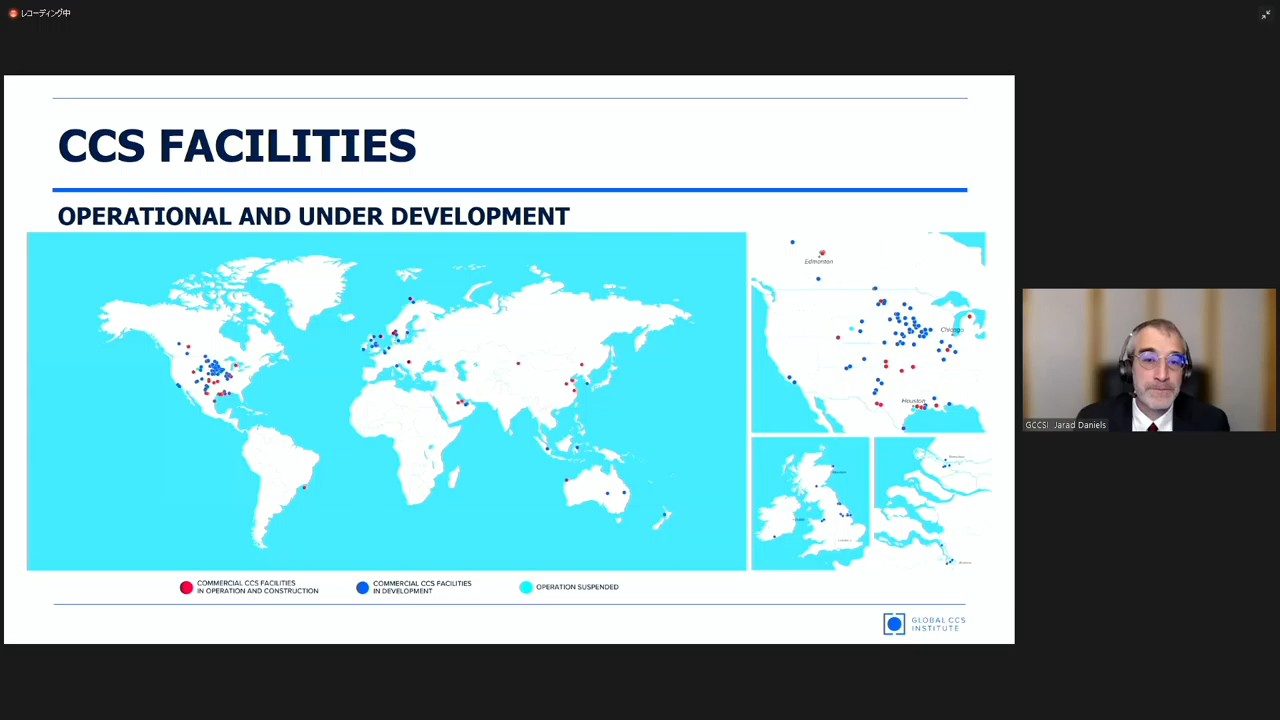 レコーディング中
CCS FACILITIES
OPERATIONAL AND UNDER DEVELOPMENT
Edmonton
Chicago
Houston
COMMERCIAL CCS FACILITIES
IN OPERATION AND CONSTRUCTION
COMMERCIAL CCS FACILITIES
IN DEVELOPMENT
OPERATION SUSPENDED
GLOBAL CCS
INSTITUTE
GCCSI Jarad Daniels